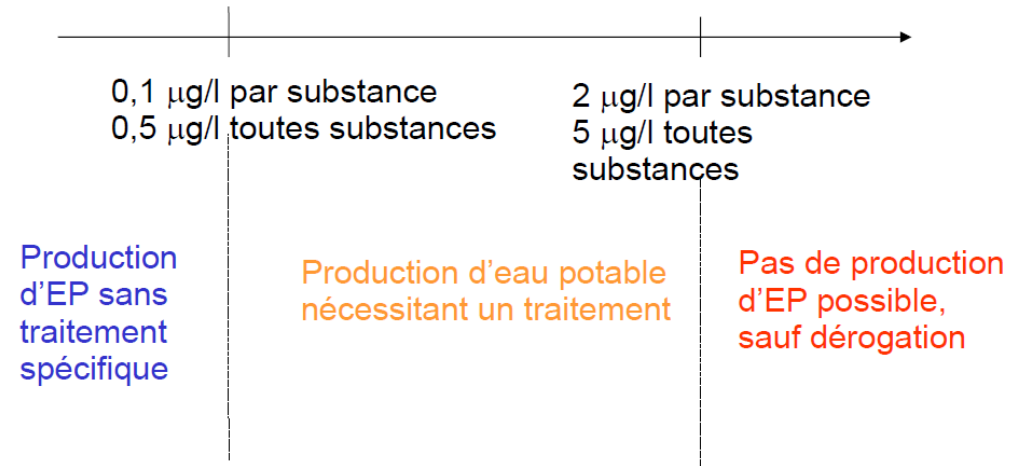 0,1 μg/l par substance
0,5 μg/l toutes substances
2 μg/l par substance
5 μg/l toutes
substances
Production
d’EP sans
traitement
spécifique
Production d’eau potable
nécessitant un traitement
Pas de production
d’EP possible,
sauf dérogation